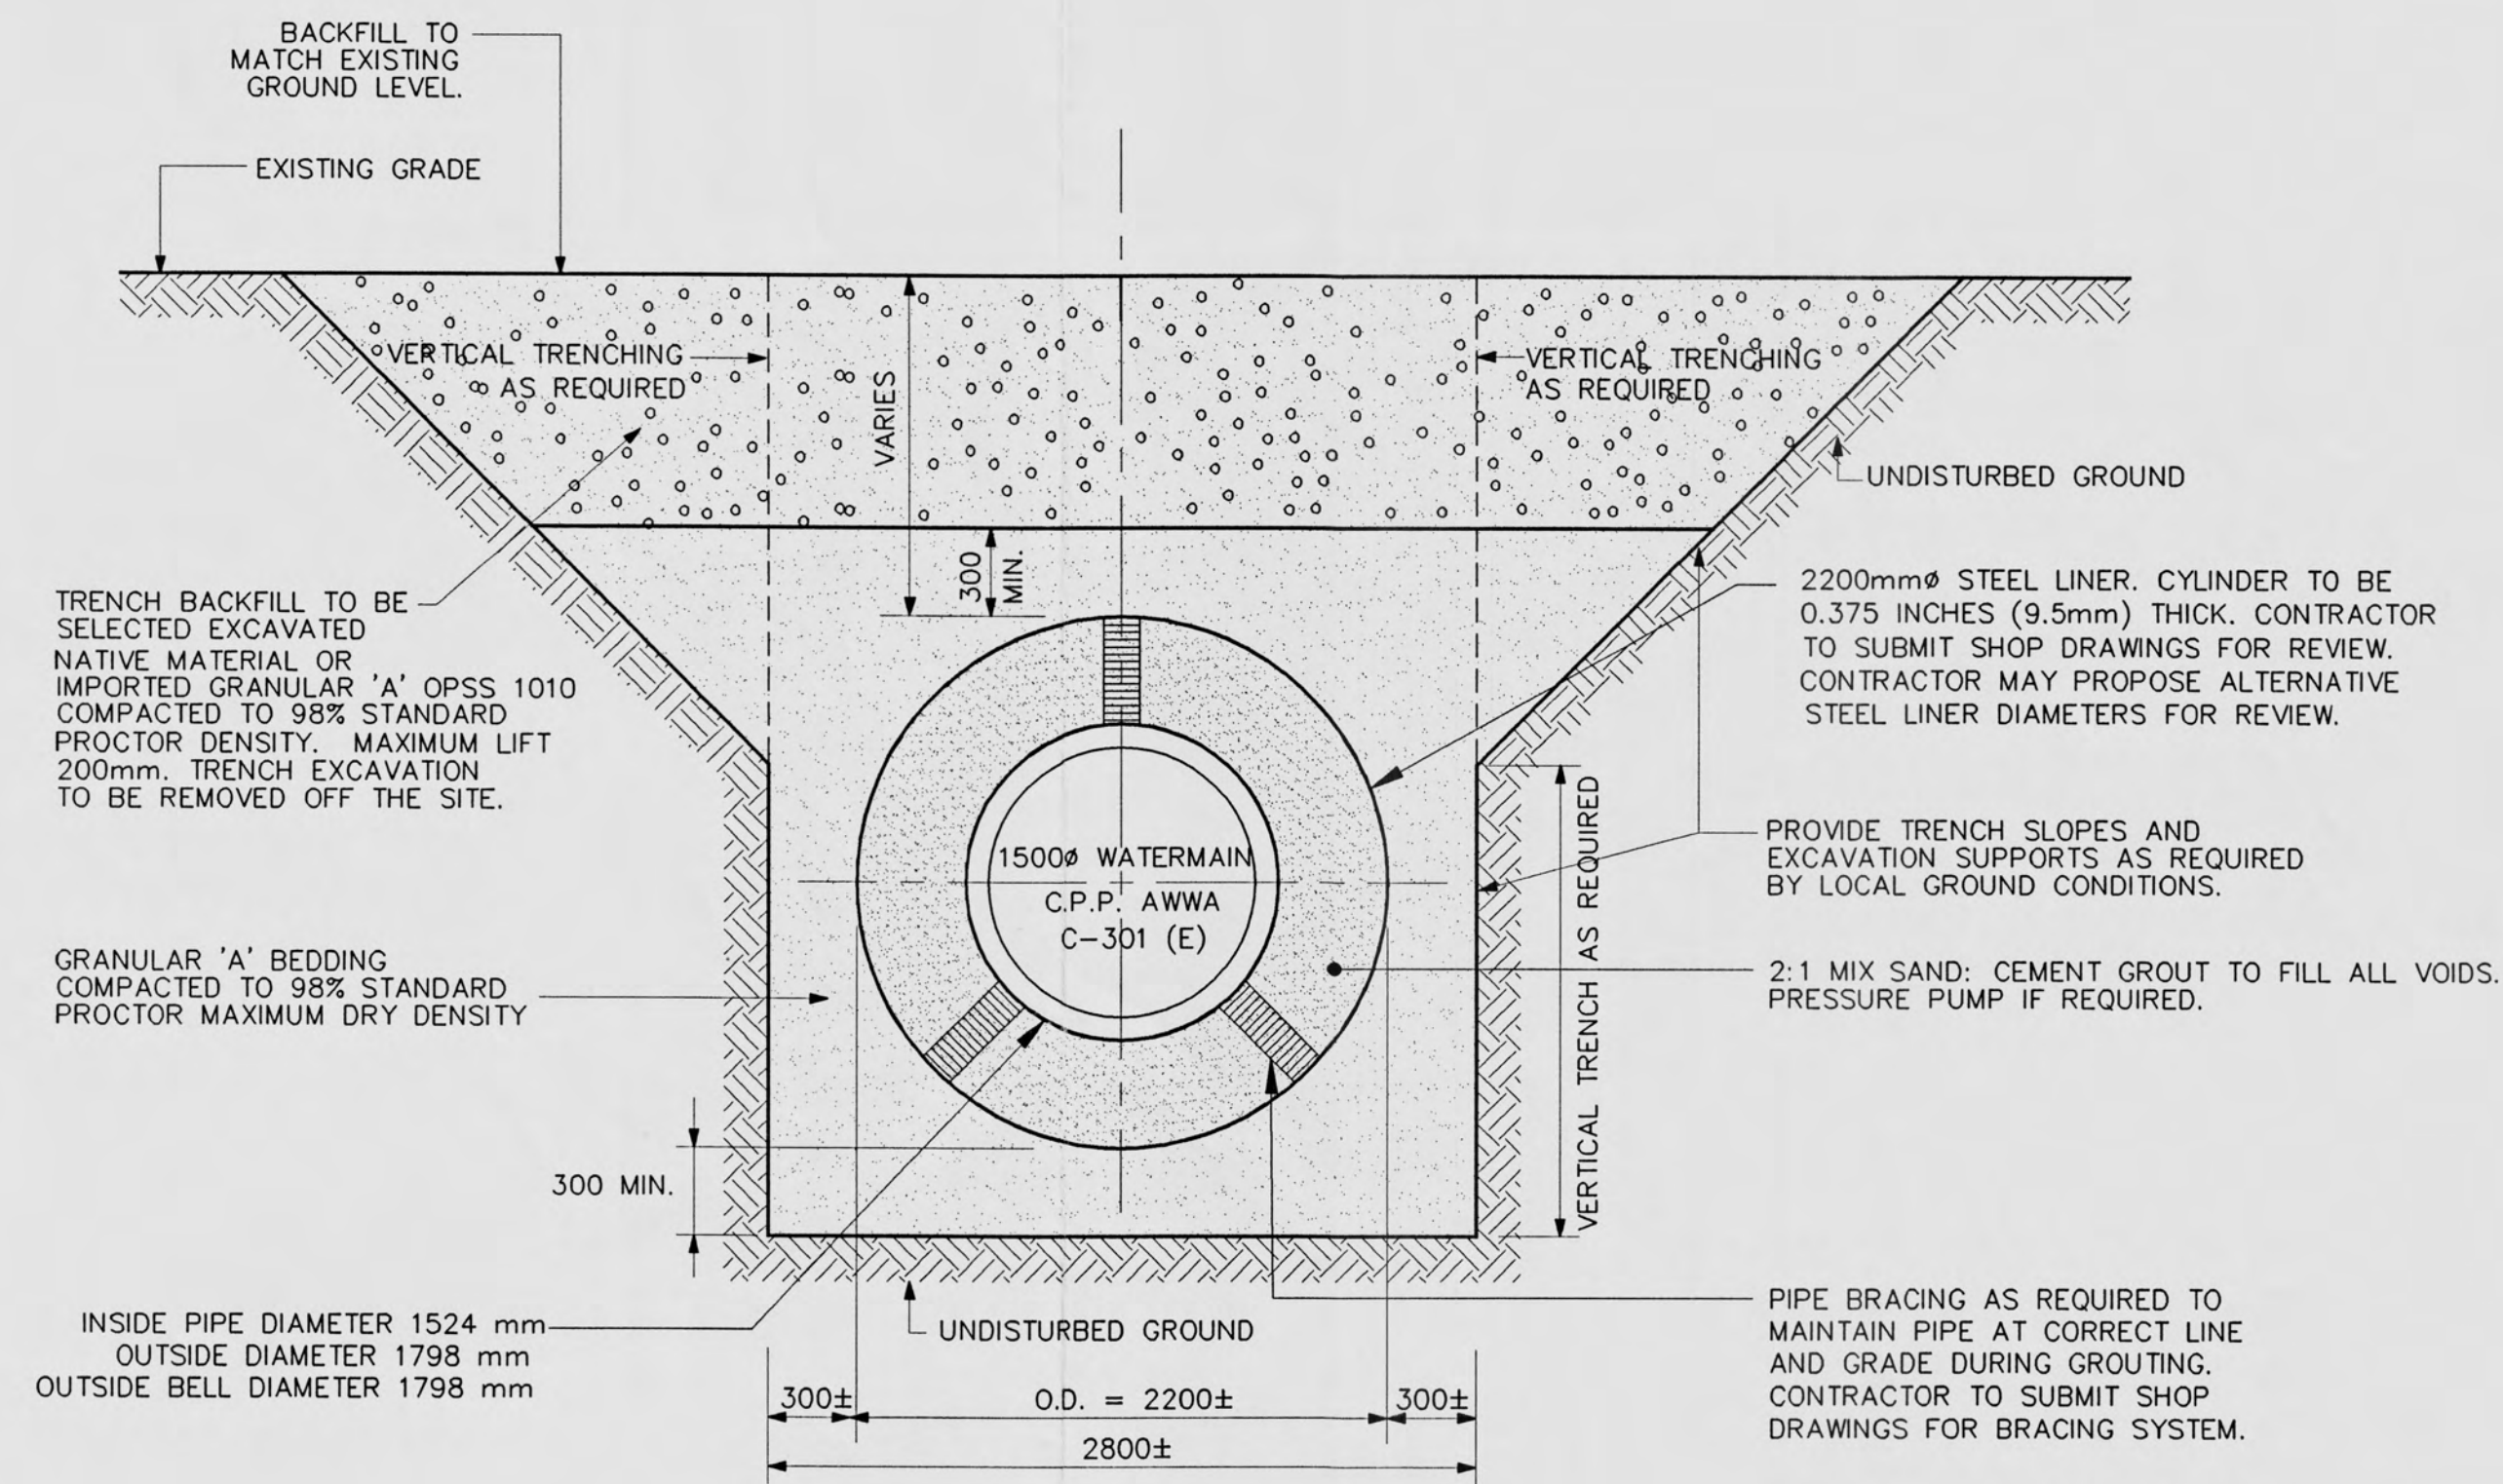 BACKFILL TO
MATCH EXISTING
GROUND LEVEL.
EXISTING GRADE
VERTICAL TRENCHING
AS REQUIRED
VARIES
VERTICAL TRENCHING
AS REQUIRED
UNDISTURBED GROUND
300
MIN.
TRENCH BACKFILL TO BE
SELECTED EXCAVATED
NATIVE MATERIAL OR
IMPORTED GRANULAR 'A' OPSS 1010
COMPACTED TO 98% STANDARD
PROCTOR DENSITY. MAXIMUM LIFT
200mm. TRENCH EXCAVATION
TO BE REMOVED OFF THE SITE.
2200mmø STEEL LINER. CYLINDER TO BE
0.375 INCHES (9.5mm) THICK. CONTRACTOR
TO SUBMIT SHOP DRAWINGS FOR REVIEW.
CONTRACTOR MAY PROPOSE ALTERNATIVE
STEEL LINER DIAMETERS FOR REVIEW.
1500ø WATERMAIN
C.P.P. AWWA
C-301 (E)
VERTICAL TRENCH AS REQUIRED
PROVIDE TRENCH SLOPES AND
EXCAVATION SUPPORTS AS REQUIRED
BY LOCAL GROUND CONDITIONS.
GRANULAR 'A' BEDDING
COMPACTED TO 98% STANDARD
PROCTOR MAXIMUM DRY DENSITY
2:1 MIX SAND: CEMENT GROUT TO FILL ALL VOIDS.
PRESSURE PUMP IF REQUIRED.
300 MIN.
INSIDE PIPE DIAMETER 1524 mm
OUTSIDE DIAMETER 1798 mm
OUTSIDE BELL DIAMETER 1798 mm
UNDISTURBED GROUND
PIPE BRACING AS REQUIRED TO
MAINTAIN PIPE AT CORRECT LINE
AND GRADE DURING GROUTING.
CONTRACTOR TO SUBMIT SHOP
DRAWINGS FOR BRACING SYSTEM.
300±
O.D. = 2200±
300±
2800±